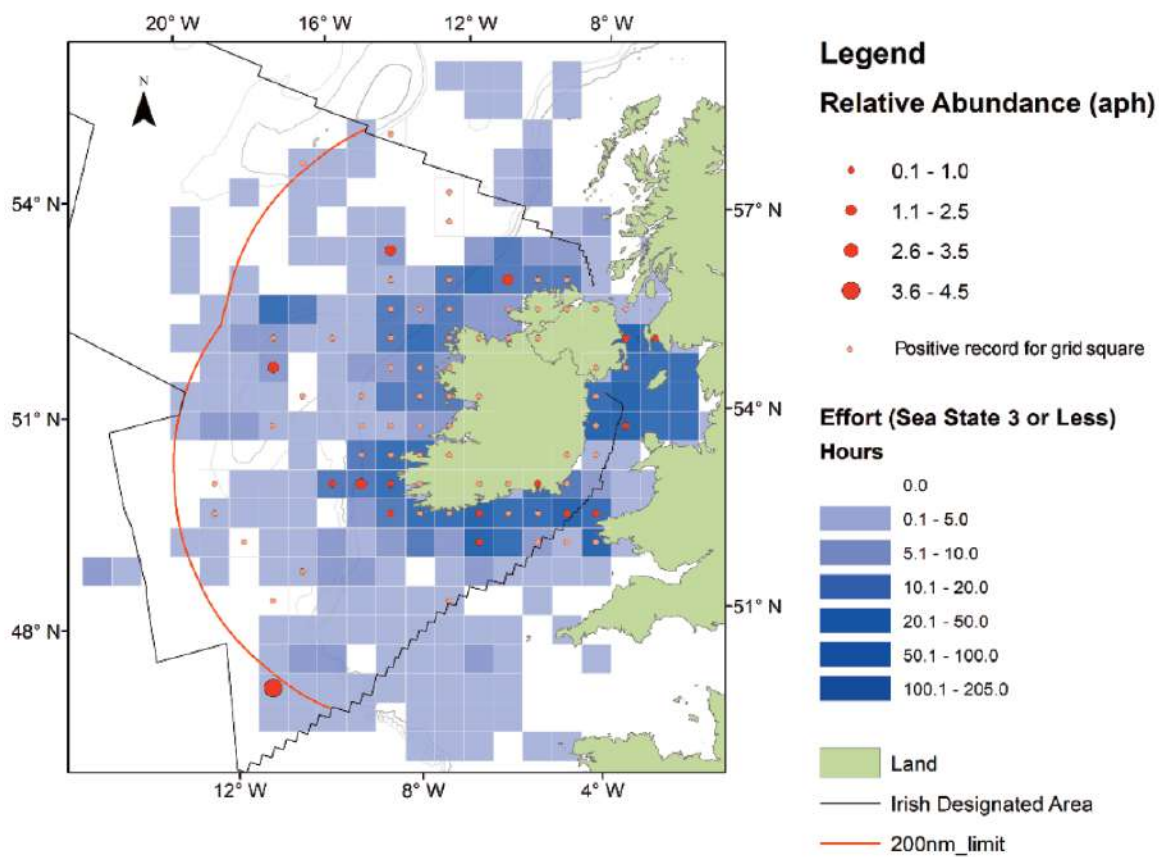 20° W 16° W 12° W 8° W
N
54° N
57° N
51° N
54° N
48° N
51° N
12° W 8° W 4° W
Legend
Relative Abundance (aph)
0.1 - 1.0
1.1 - 2.5
2.6 - 3.5
3.6 - 4.5
Positive record for grid square
Effort (Sea State 3 or Less)
Hours
0.0
0.1 - 5.0
5.1 - 10.0
10.1 - 20.0
20.1 - 50.0
50.1 - 100.0
100.1 - 205.0
Land
Irish Designated Area
200nm_limit